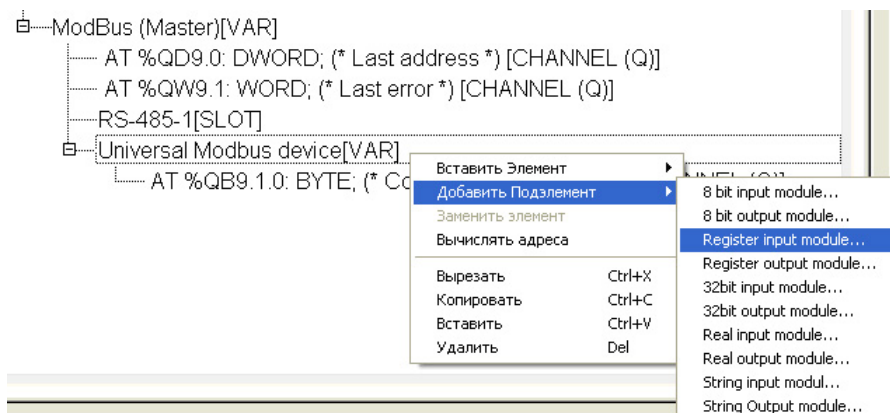 ModBus (Master)[VAR]
AT %QD9.0: DWORD; (* Last address *) [CHANNEL (Q)]
AT %QW9.1: WORD; (* Last error *) [CHANNEL (Q)]
RS-485-1[SLOT]
Universal Modbus device[VAR]
AT %QB9.1.0: BYTE; (* Co
Вставить Элемент
Добавить Подэлемент
Заменить элемент
Вычислять адреса
Вырезать Ctrl+X
Копировать Ctrl+C
Вставить Ctrl+V
Удалить Del
8 bit input module...
8 bit output module...
Register input module...
Register output module...
32bit input module...
32bit output module...
Real input module...
Real output module...
String input modul...
String Output module...